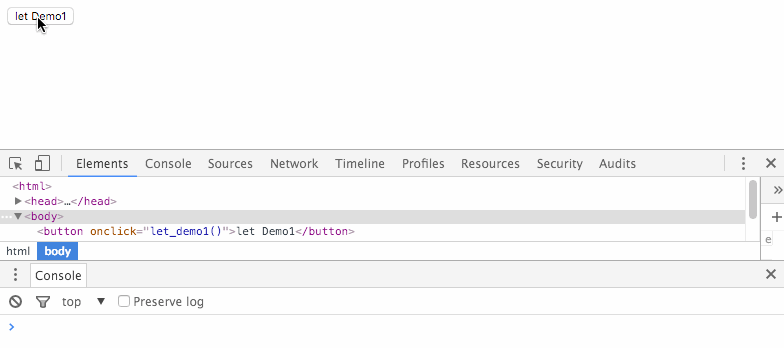 let Demo1
Elements Console Sources Network Timeline Profiles Resources Security Audits
<html>
<head>…</head>
<body>
<button onclick="let_demo1()">let Demo1</button>
html body
e
Console
top Preserve log